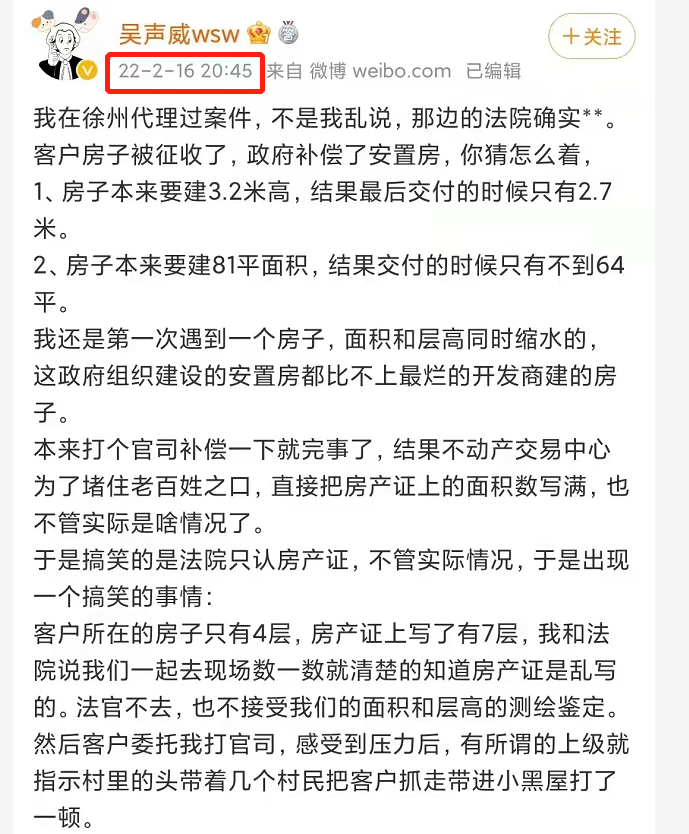 吴声威wsw
答
+关注
22-2-16 20:45 来自 微博 weibo.com 已编辑
我在徐州代理过案件，不是我乱说，那边的法院确实**。
客户房子被征收了，政府补偿了安置房，你猜怎么着，
1、房子本来要建3.2米高，结果最后交付的时候只有2.7
米。
2、房子本来要建81平面积，结果交付的时候只有不到64
平。
我还是第一次遇到一个房子，面积和层高同时缩水的，
这政府组织建设的安置房都比不上最烂的开发商建的房
子。
本来打个官司补偿一下就完事了，结果不动产交易中心
为了堵住老百姓之口，直接把房产证上的面积数写满，也
不管实际是啥情况了。
于是搞笑的是法院只认房产证，不管实际情况，于是出现
一个搞笑的事情：
客户所在的房子只有4层，房产证上写了有7层，我和法
院说我们一起去现场数一数就清楚的知道房产证是乱写
的。法官不去，也不接受我们的面积和层高的测绘鉴定。
然后客户委托我打官司，感受到压力后，有所谓的上级就
指示村里的头带着几个村民把客户抓走带进小黑屋打了
一顿。